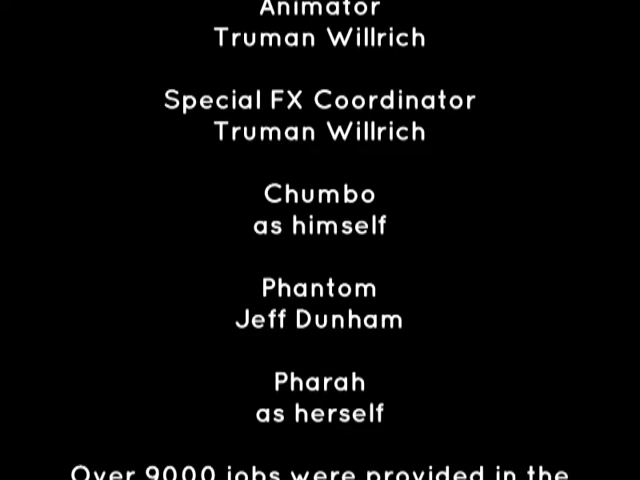 Animator
Truman Willrich
Special FX Coordinator
Truman Willrich
Chumbo
as himself
Phantom
Jeff Dunham
Pharah
as herself
Over 9000 jobs were provided in the